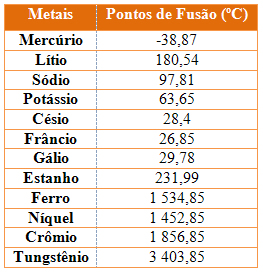 Metais Pontos de Fusão (ºC)
Mercúrio -38,87
Lítio 180,54
Sódio 97,81
Potássio 63,65
Césio 28,4
Frâncio 26,85
Gálio 29,78
Estanho 231,99
Ferro 1 534,85
Níquel 1 452,85
Crômio 1 856,85
Tungstênio 3 403,85